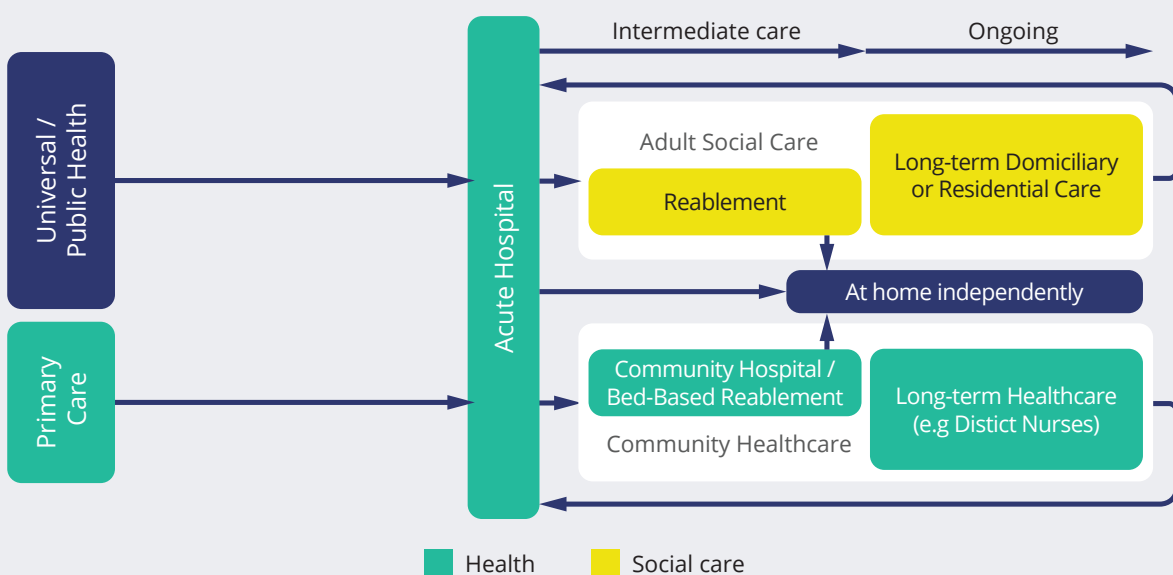 Universal /
Public Health
Primary
Care
Acute Hospital
Intermediate care
Ongoing
Adult Social Care
Reablement
Long-term Domiciliary
or Residential Care
At home independently
Community Hospital /
Bed-Based Reablement
Community Healthcare
Long-term Healthcare
(e.g Distict Nurses)
Health
Social care